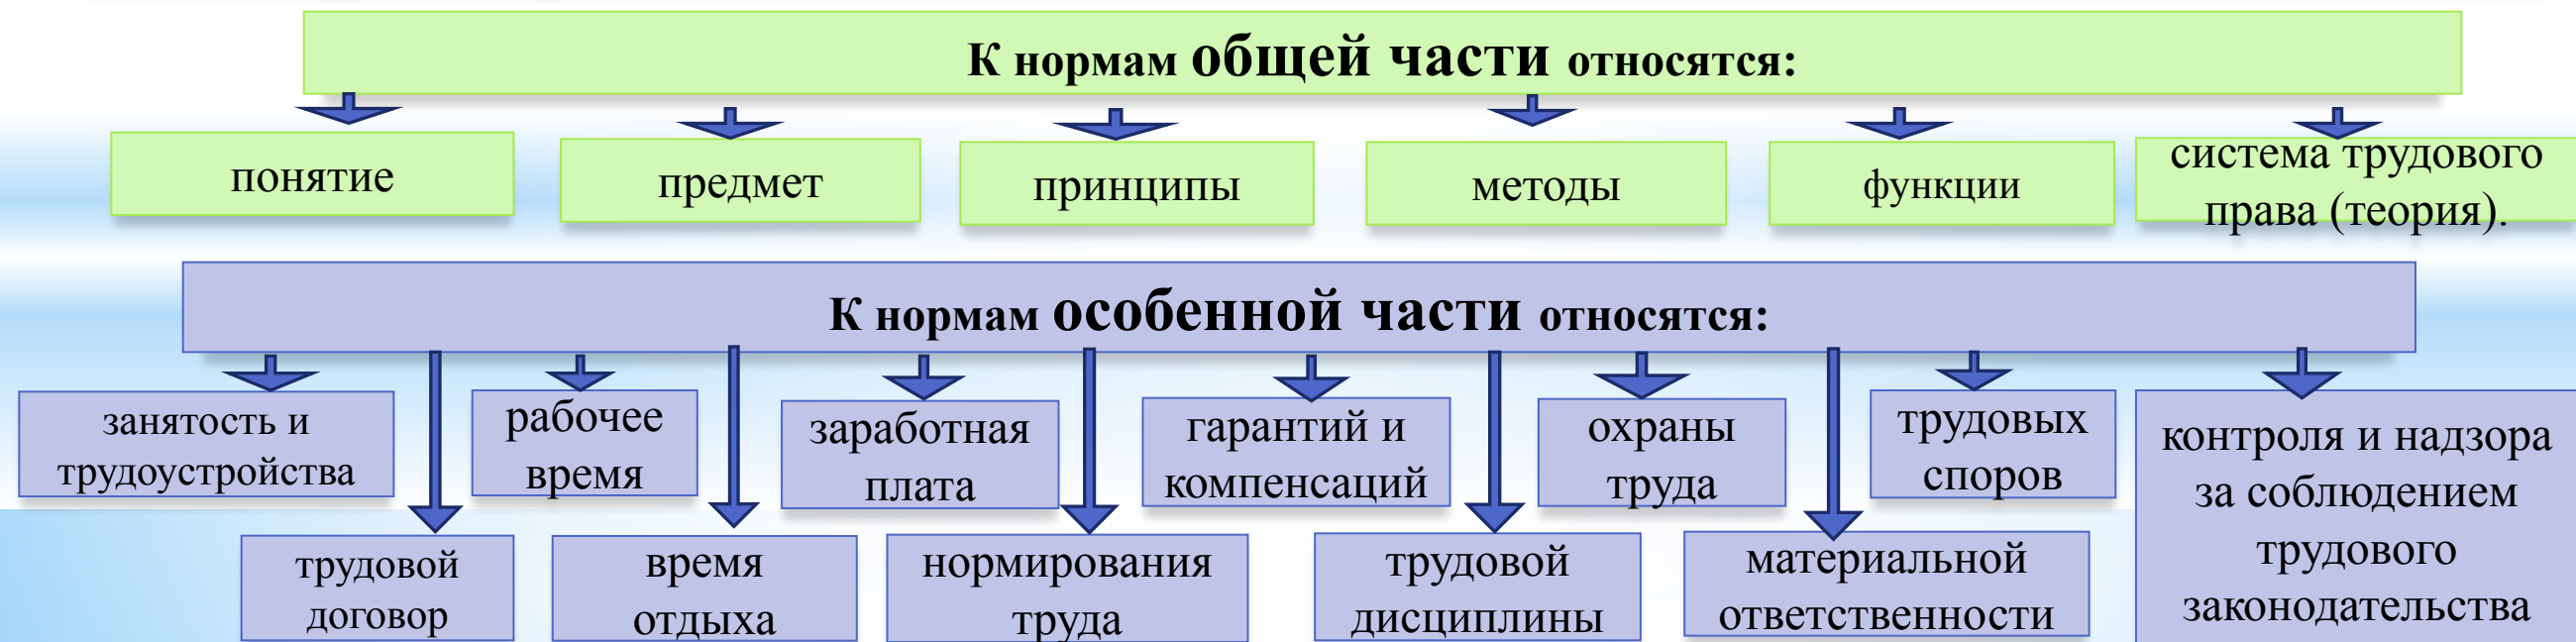 К нормам общей части относятся:
понятие
предмет
принципы
методы
функции
система трудового
права (теория).
К нормам особенной части относятся:
занятость и
трудоустройства
трудовой
договор
рабочее
время
время
отдыха
заработная
плата
нормирования
труда
гарантий и
компенсаций
трудовой
дисциплины
охраны
труда
материальной
ответственности
трудовых
споров
контроля и надзора
за соблюдением
трудового
законодательства